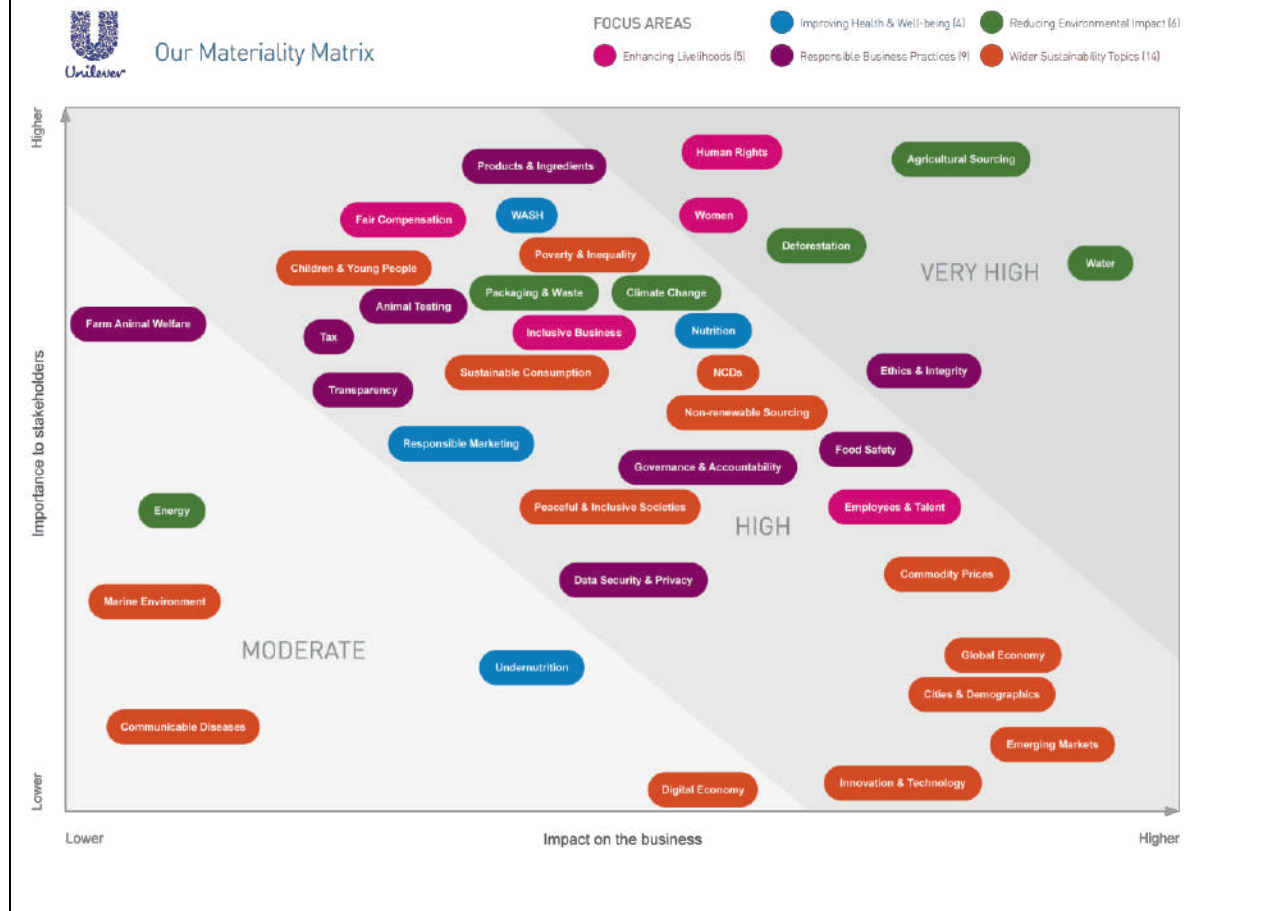 Unilever
Our Materiality Matrix
FOCUS AREAS
Improving Health & Well-being (4)
Reducing Environmental Impact (6)
Enhancing Livelihoods (5)
Responsible Business Practices (9)
Wider Sustainability Topics (14)
Higher
Importance to stakeholders
Lower
Human Rights
Agricultural Sourcing
Products & Ingredients
WASH
Women
Fair Compensation
Deforestation
Poverty & Inequality
Water
Children & Young People
VERY HIGH
Packaging & Waste
Climate Change
Animal Testing
Farm Animal Welfare
Inclusive Business
Nutrition
Tax
Sustainable Consumption
NCDs
Ethics & Integrity
Transparency
Non-renewable Sourcing
Responsible Marketing
Food Safety
Governance & Accountability
Energy
Peaceful & Inclusive Societies
Employees & Talent
HIGH
Data Security & Privacy
Commodity Prices
Marine Environment
MODERATE
Global Economy
Undernutrition
Cities & Demographics
Communicable Diseases
Emerging Markets
Digital Economy
Innovation & Technology
Lower
Impact on the business
Higher